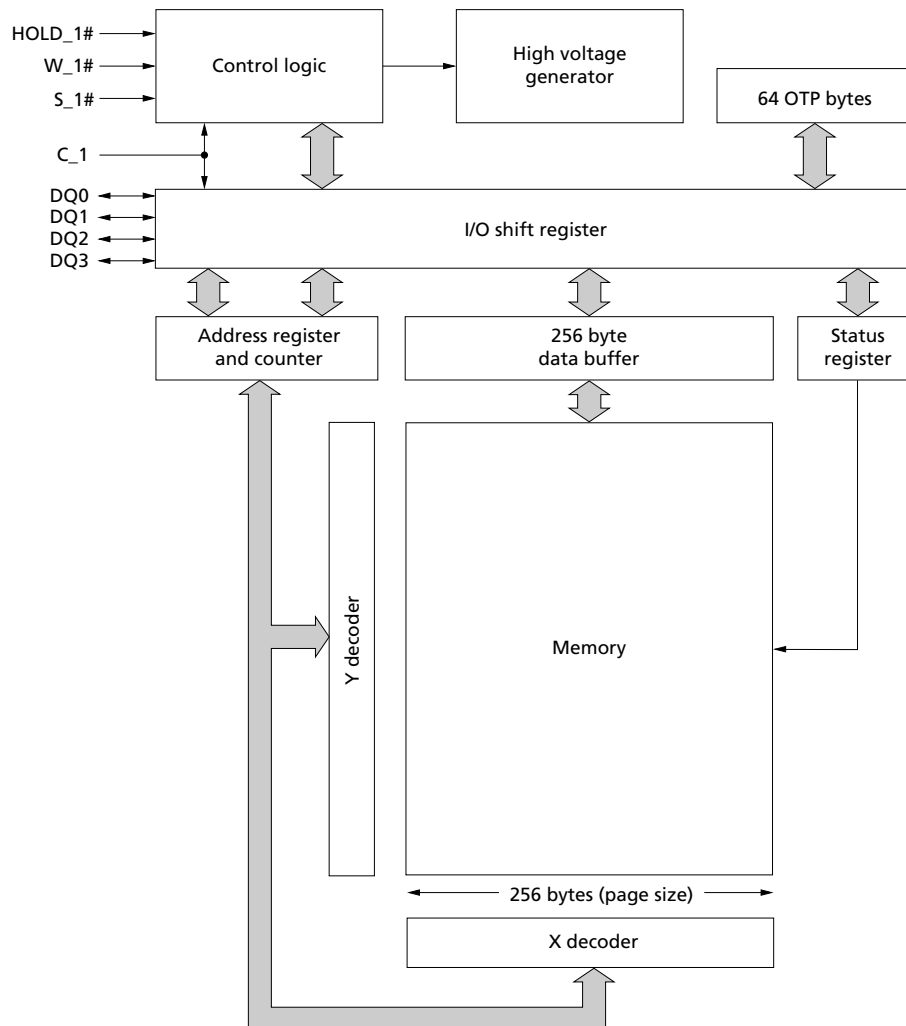 HOLD_1#
W_1#
S_1#
C_1
Control logic
High voltage
generator
64 OTP bytes
DQ0
DQ1
DQ2
DQ3
I/O shift register
Address register
and counter
256 byte
data buffer
Status
register
Y decoder
Memory
256 bytes (page size)
X decoder